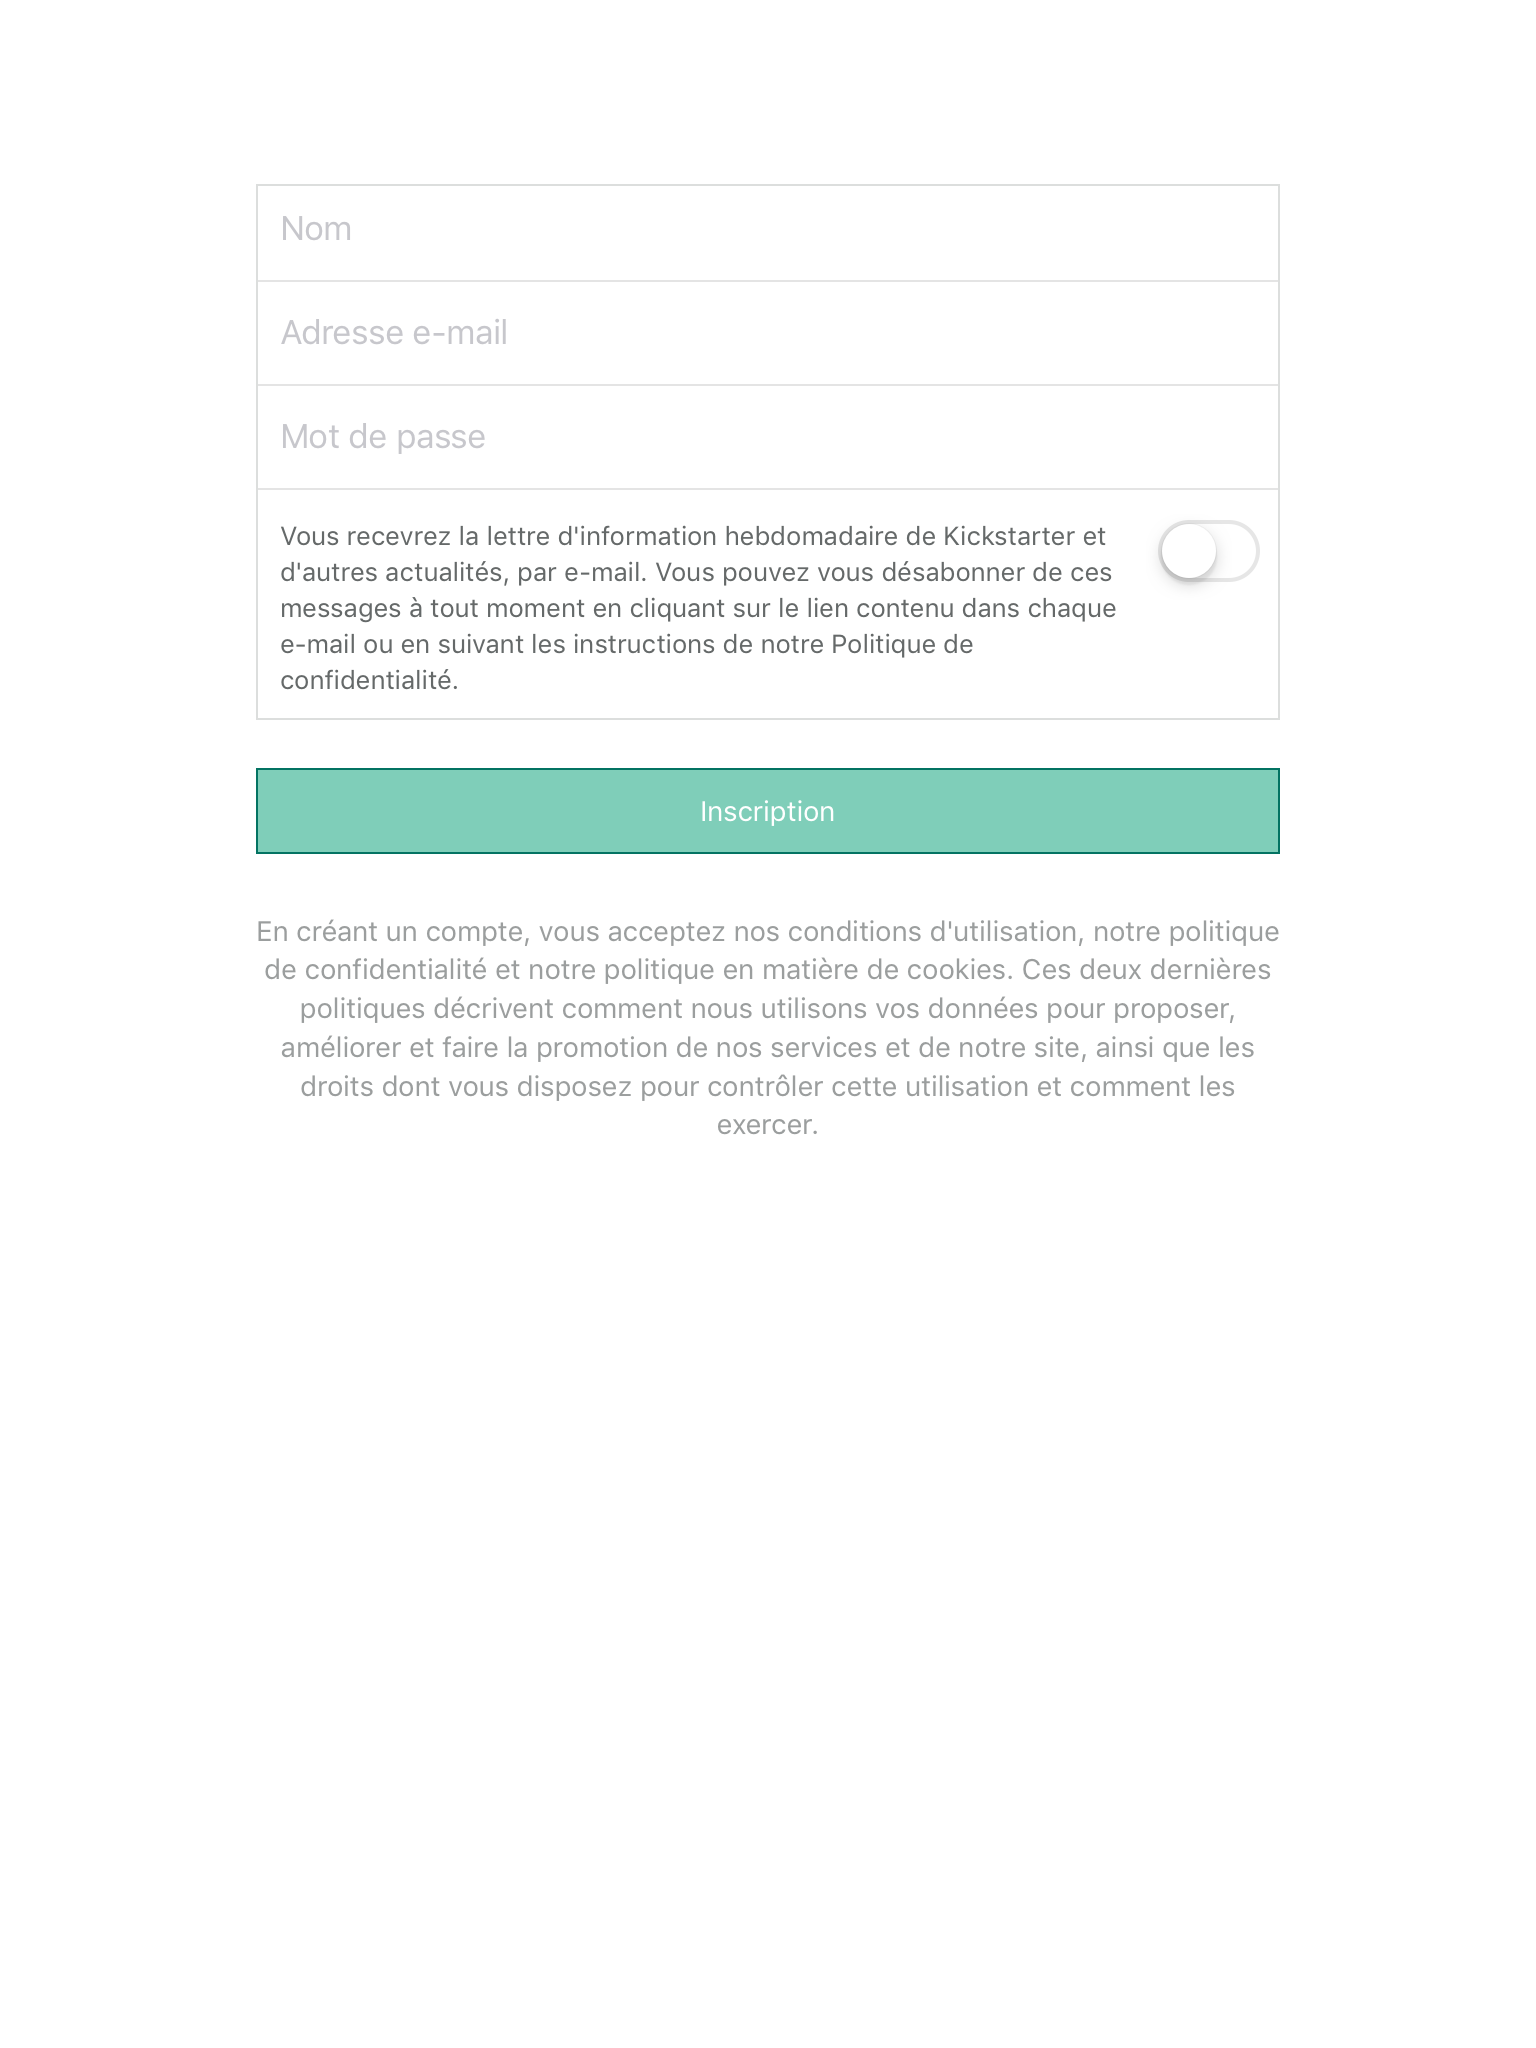 Nom
Adresse e-mail
Mot de passe
Vous recevrez la lettre d'information hebdomadaire de Kickstarter et
d'autres actualités, par e-mail. Vous pouvez vous désabonner de ces
messages à tout moment en cliquant sur le lien contenu dans chaque
e-mail ou en suivant les instructions de notre Politique de
confidentialité.
Inscription
En créant un compte, vous acceptez nos conditions d'utilisation, notre politique
de confidentialité et notre politique en matière de cookies. Ces deux dernières
politiques décrivent comment nous utilisons vos données pour proposer,
améliorer et faire la promotion de nos services et de notre site, ainsi que les
droits dont vous disposez pour contrôler cette utilisation et comment les
exercer.